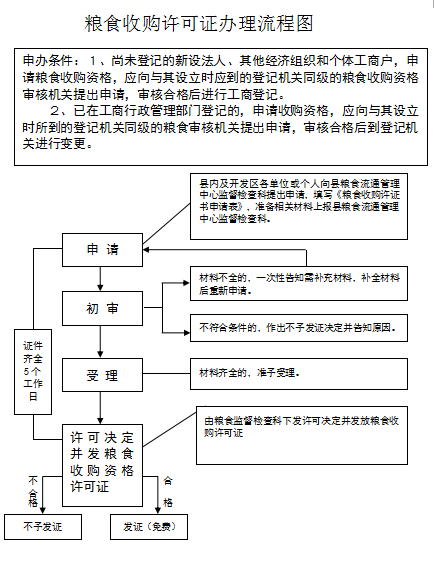 粮食收购许可证办理流程图
申办条件：１、尚未登记的新设法人、其他经济组织和个体工商户，申
请粮食收购资格，应向与其设立时应到的登记机关同级的粮食收购资格
审核机关提出申请，审核合格后进行工商登记。
２、已在工商行政管理部门登记的，申请收购资格，应向与其设立
时所到的登记机关同级的粮食审核机关提出申请，审核合格后到登记机
关进行变更。
县内及开发区各单位或个人向县粮食流通管理
中心监督检查科提出申请，填写《粮食收购许可证
书申请表》，准备相关材料上报县粮食流通管理
中心监督检查科。
申 请
材料不全的，一次性告知需补充材料，补全材料
后重新申请。
初 审
不符合条件的，作出不予发证决定并告知原因。
证件
齐全
5个
工作
日
受 理
材料齐全的，准予受理。
由粮食监督检查科下发许可决定并发放粮食收
购许可证
许可决定
并发粮食
收购资格
许可证
不合格
合格
不予发证
发证（免费）